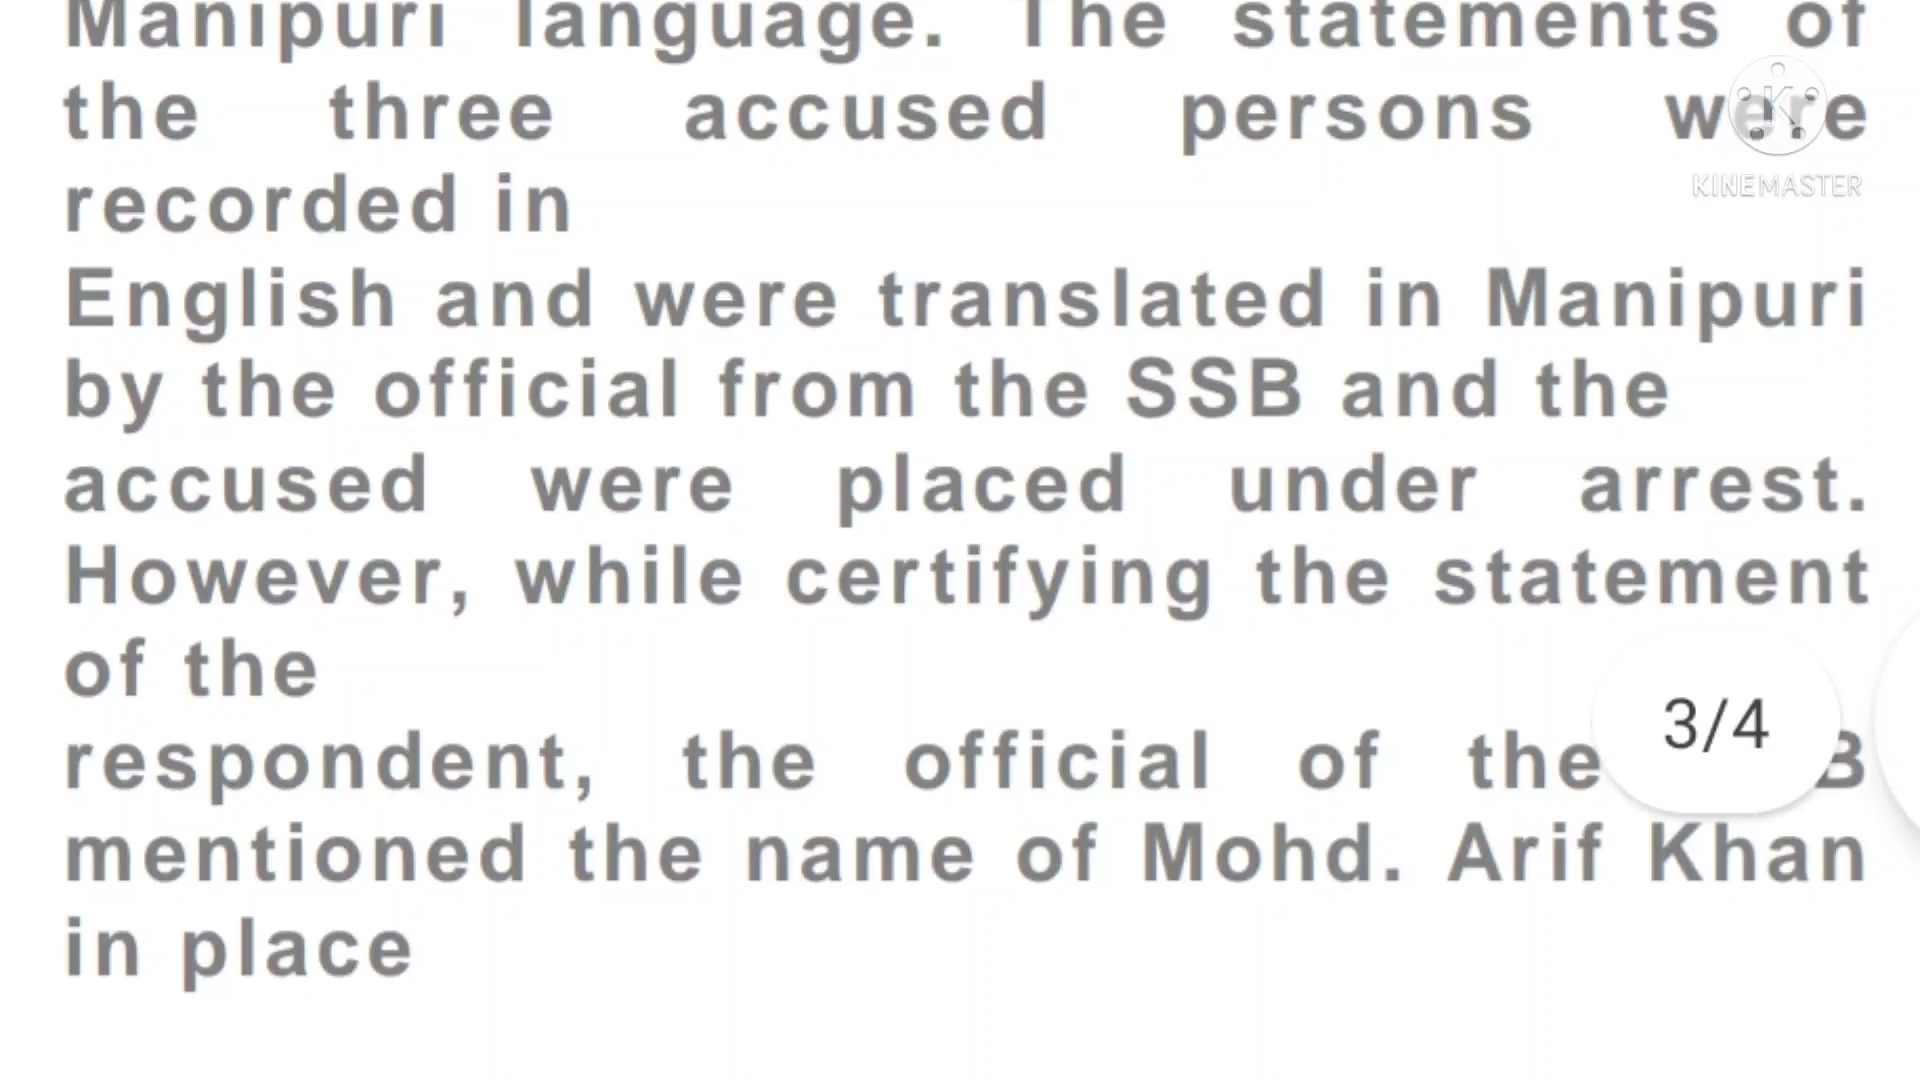 Manipuri language. The statements of
the three accused persons were
recorded in
English and were translated in Manipuri
by the official from the SSB and the
accused were placed under arrest.
However, while certifying the statement
of the
respondent, the official of the B
mentioned the name of Mohd. Arif Khan
in place
KINEMASTER
3/4